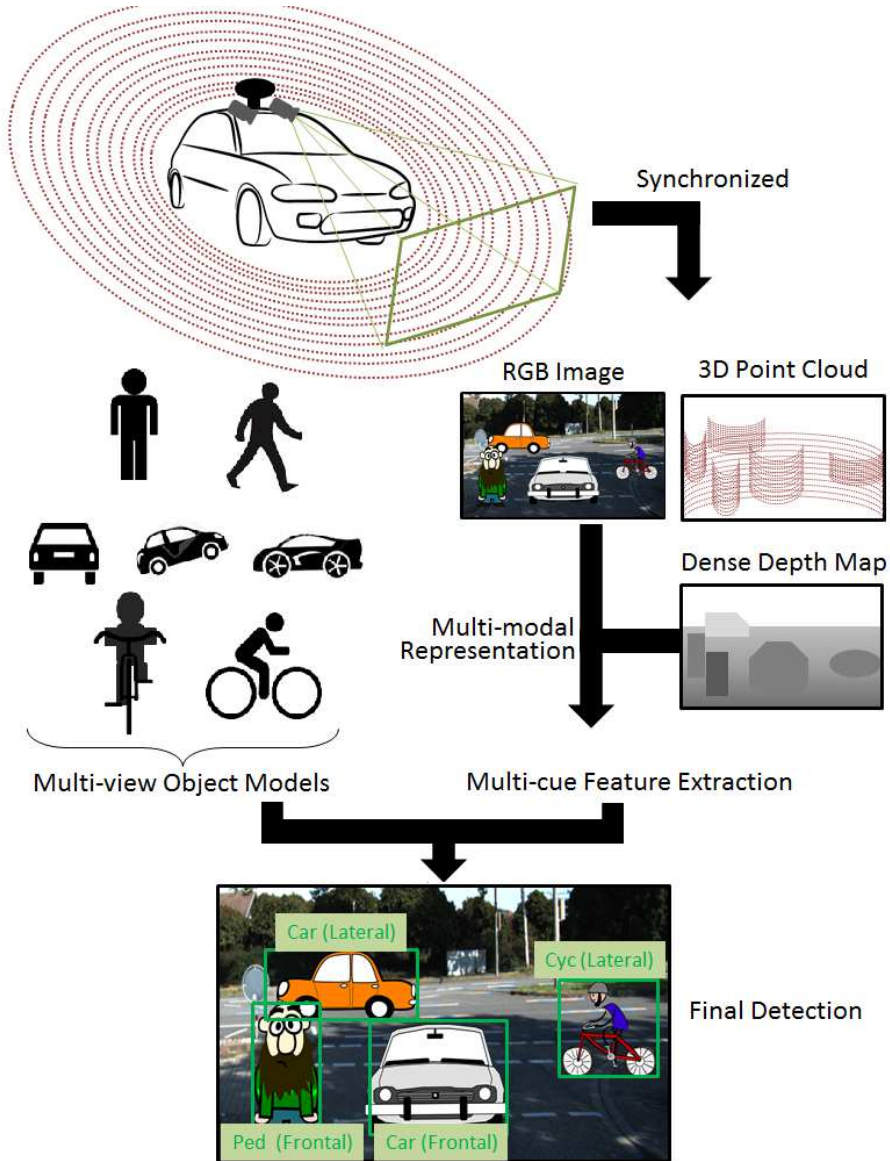 Synchronized
RGB Image
3D Point Cloud
Dense Depth Map
Multi-modal
Representation
Multi-view Object Models
Multi-cue Feature Extraction
Car (Lateral)
Cyc (Lateral)
Final Detection
Ped (Frontal)
Car (Frontal)